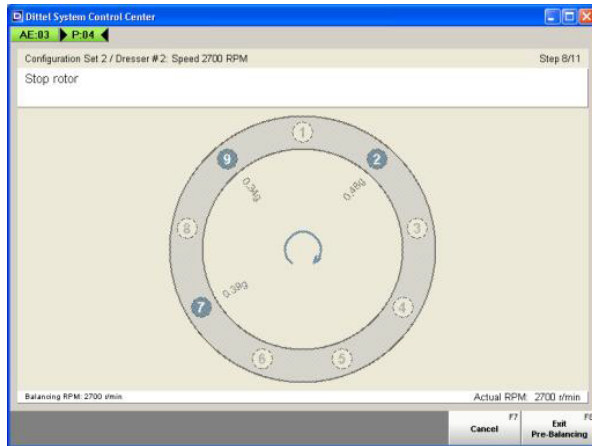 Dittel System Control Center
AE:03 P:04
Configuration Set 2 / Dresser # 2: Speed 2700 RPM Step 8/11
Stop rotor
1
9 2
0,34g 0,48g
8 3
0,39g
7 4
6 5
Balancing RPM: 2700 r/min Actual RPM: 2700 r/min
F7 F8
Cancel Exit
Pre-Balancing